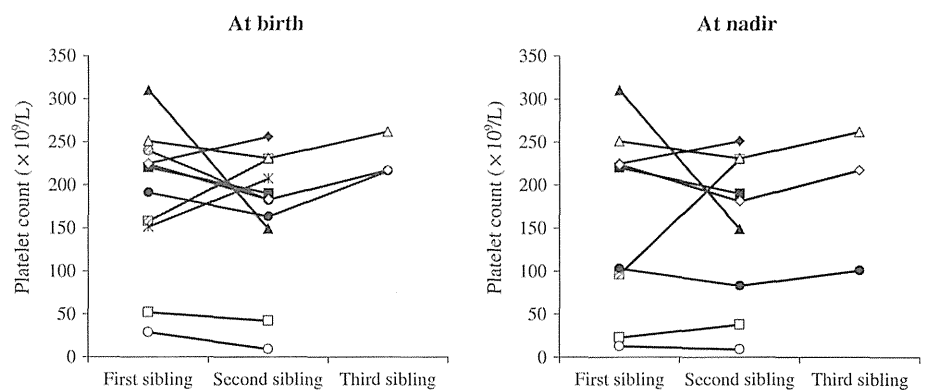 At birth
Platelet count (× 10⁹/L)
350
300
250
200
150
100
50
0
First sibling Second sibling Third sibling
At nadir
Platelet count (× 10⁹/L)
350
300
250
200
150
100
50
0
First sibling Second sibling Third sibling